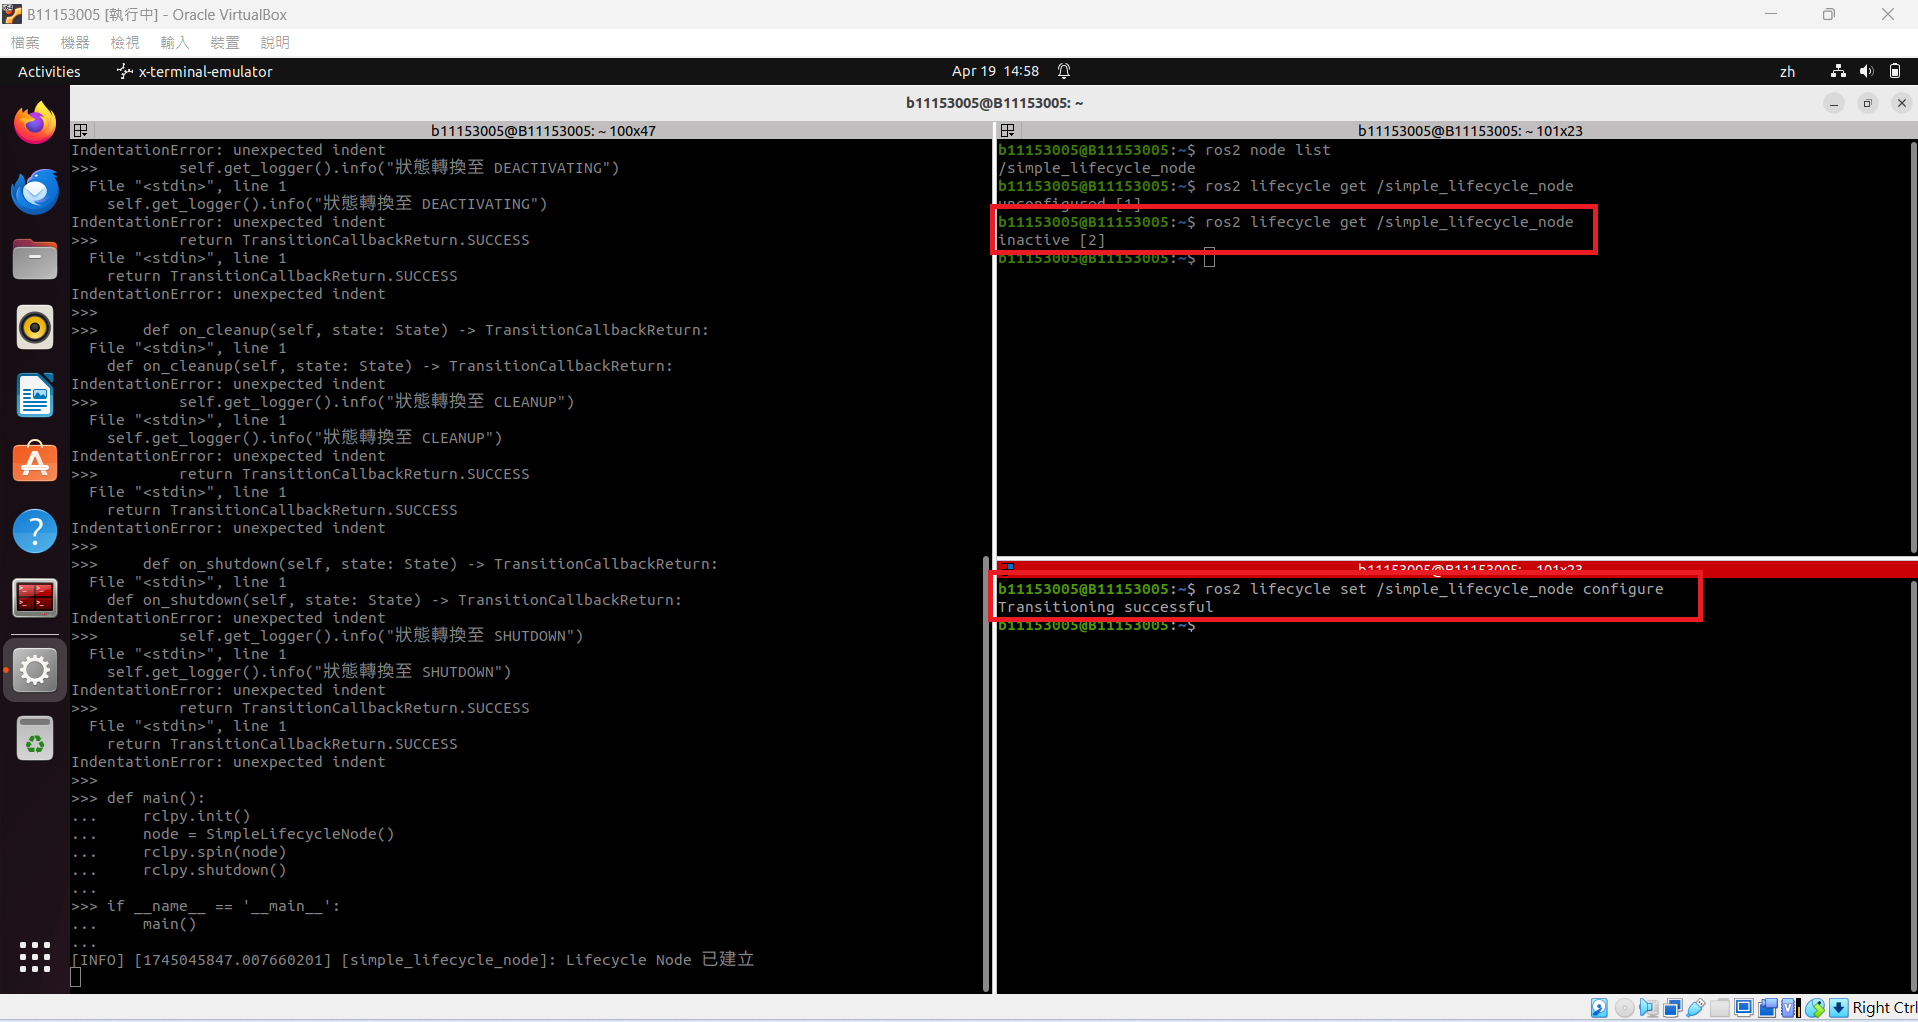 B11153005 [執行中] - Oracle VirtualBox
檔案 機器 檢視 輸入 裝置 說明
Activities x-terminal-emulator Apr 19 14:58 zh
b11153005@B11153005: ~
b11153005@B11153005: ~ 100x47
IndentationError: unexpected indent
>>>         self.get_logger().info("狀態轉換至 DEACTIVATING")
  File "<stdin>", line 1
    self.get_logger().info("狀態轉換至 DEACTIVATING")
IndentationError: unexpected indent
>>>         return TransitionCallbackReturn.SUCCESS
  File "<stdin>", line 1
    return TransitionCallbackReturn.SUCCESS
IndentationError: unexpected indent
>>>
>>>     def on_cleanup(self, state: State) -> TransitionCallbackReturn:
  File "<stdin>", line 1
    def on_cleanup(self, state: State) -> TransitionCallbackReturn:
IndentationError: unexpected indent
>>>         self.get_logger().info("狀態轉換至 CLEANUP")
  File "<stdin>", line 1
    self.get_logger().info("狀態轉換至 CLEANUP")
IndentationError: unexpected indent
>>>         return TransitionCallbackReturn.SUCCESS
  File "<stdin>", line 1
    return TransitionCallbackReturn.SUCCESS
IndentationError: unexpected indent
>>>
>>>     def on_shutdown(self, state: State) -> TransitionCallbackReturn:
  File "<stdin>", line 1
    def on_shutdown(self, state: State) -> TransitionCallbackReturn:
IndentationError: unexpected indent
>>>         self.get_logger().info("狀態轉換至 SHUTDOWN")
  File "<stdin>", line 1
    self.get_logger().info("狀態轉換至 SHUTDOWN")
IndentationError: unexpected indent
>>>         return TransitionCallbackReturn.SUCCESS
  File "<stdin>", line 1
    return TransitionCallbackReturn.SUCCESS
IndentationError: unexpected indent
>>>
>>> def main():
...     rclpy.init()
...     node = SimpleLifecycleNode()
...     rclpy.spin(node)
...     rclpy.shutdown()
...
>>> if __name__ == '__main__':
...     main()
...
[INFO] [1745045847.007660201] [simple_lifecycle_node]: Lifecycle Node 已建立
b11153005@B11153005: ~ 101x23
b11153005@B11153005:~$ ros2 node list
/simple_lifecycle_node
b11153005@B11153005:~$ ros2 lifecycle get /simple_lifecycle_node
unconfigured [1]
b11153005@B11153005:~$ ros2 lifecycle get /simple_lifecycle_node
inactive [2]
b11153005@B11153005:~$
b11153005@B11153005: ~ 101x23
b11153005@B11153005:~$ ros2 lifecycle set /simple_lifecycle_node configure
Transitioning successful
b11153005@B11153005:~$
Right Ctrl